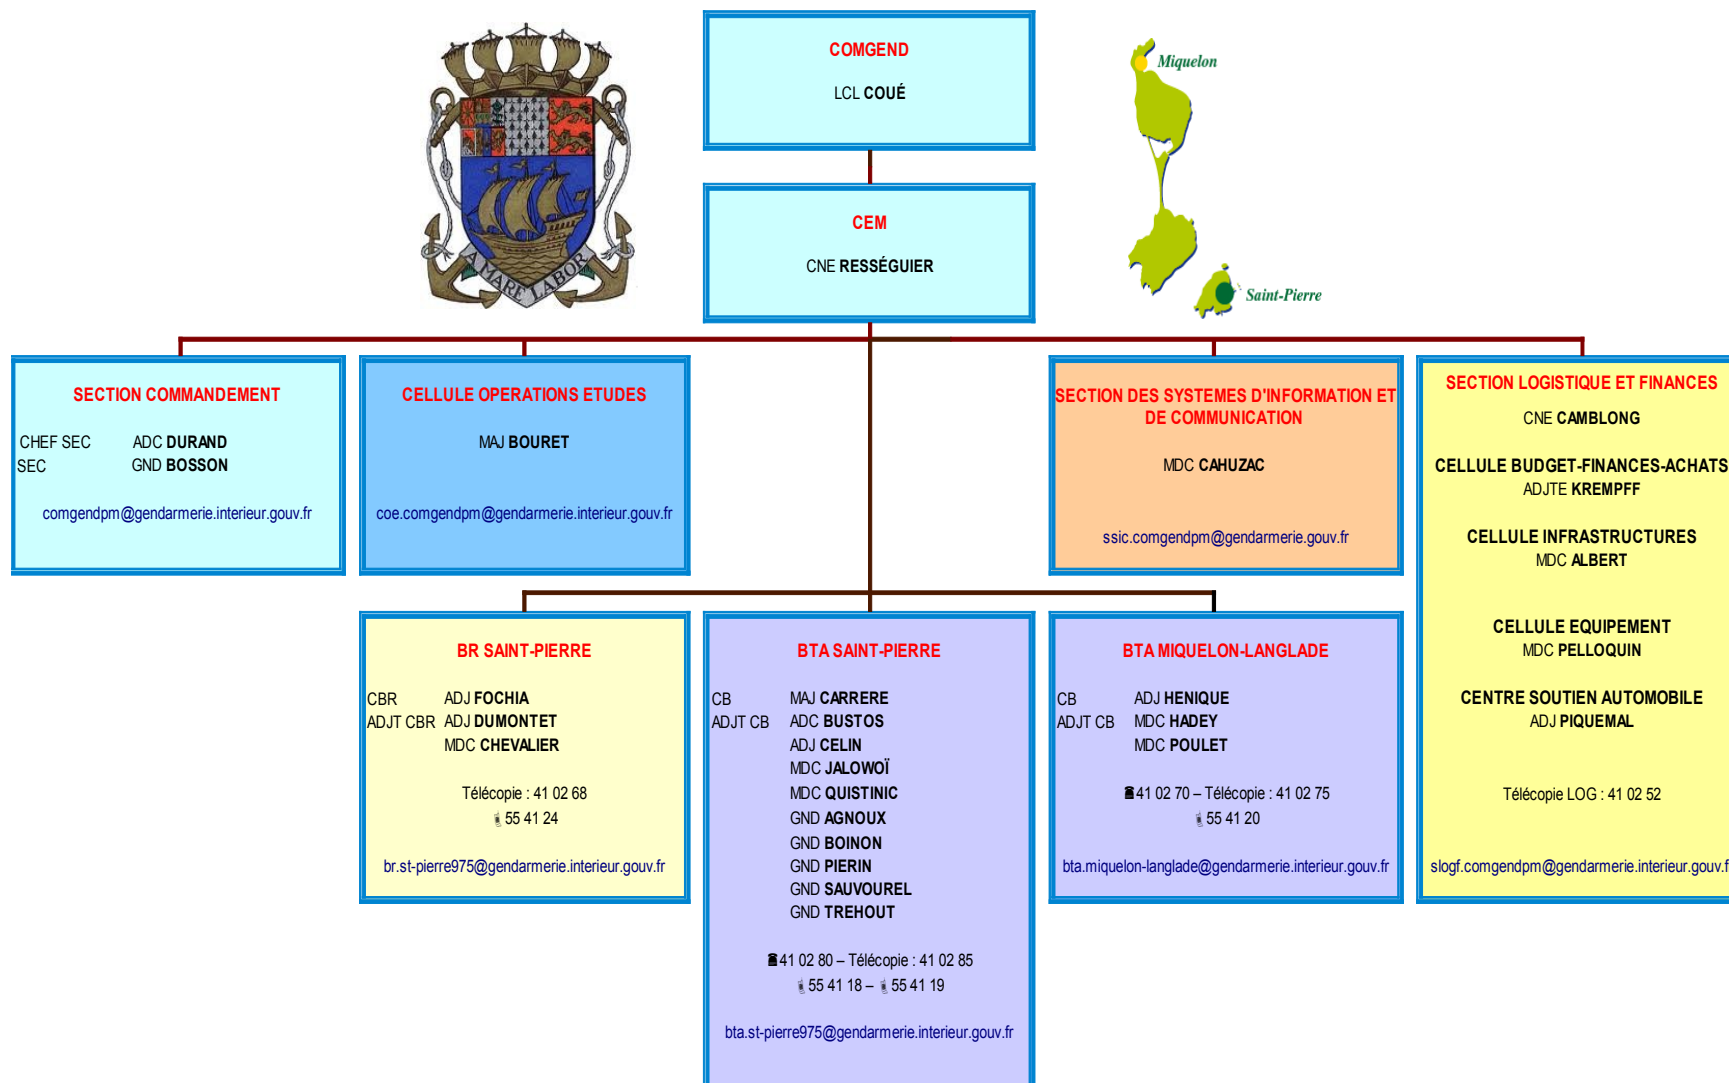 COMGEND
LCL COUÉ
Miquelon
Saint-Pierre
A MARE LABOR
CEM
CNE RESSÉGUIER
SECTION COMMANDEMENT
CHEF SEC ADC DURAND
SEC GND BOSSON
comgendpm@gendarmerie.interieur.gouv.fr
CELLULE OPERATIONS ETUDES
MAJ BOURET
coe.comgendpm@gendarmerie.interieur.gouv.fr
SECTION DES SYSTEMES D'INFORMATION ET
DE COMMUNICATION
MDC CAHUZAC
ssic.comgendpm@gendarmerie.gouv.fr
SECTION LOGISTIQUE ET FINANCES
CNE CAMBLONG
CELLULE BUDGET-FINANCES-ACHATS
ADJTE KREMPFF
CELLULE INFRASTRUCTURES
MDC ALBERT
CELLULE EQUIPEMENT
MDC PELLOQUIN
CENTRE SOUTIEN AUTOMOBILE
ADJ PIQUEMAL
Télécopie LOG : 41 02 52
slogf.comgendpm@gendarmerie.interieur.gouv.f
BR SAINT-PIERRE
CBR ADJ FOCHIA
ADJT CBR ADJ DUMONTET
MDC CHEVALIER
Télécopie : 41 02 68
55 41 24
br.st-pierre975@gendarmerie.interieur.gouv.fr
BTA SAINT-PIERRE
CB MAJ CARRERE
ADJT CB ADC BUSTOS
ADJ CELIN
MDC JALOWOÏ
MDC QUISTINIC
GND AGNOUX
GND BOINON
GND PIERIN
GND SAUVOUREL
GND TREHOUT
☎41 02 80 – Télécopie : 41 02 85
55 41 18 – 55 41 19
bta.st-pierre975@gendarmerie.interieur.gouv.fr
BTA MIQUELON-LANGLADE
CB ADJ HENIQUE
ADJT CB MDC HADEY
MDC POULET
☎41 02 70 – Télécopie : 41 02 75
55 41 20
bta.miquelon-langlade@gendarmerie.interieur.gouv.fr